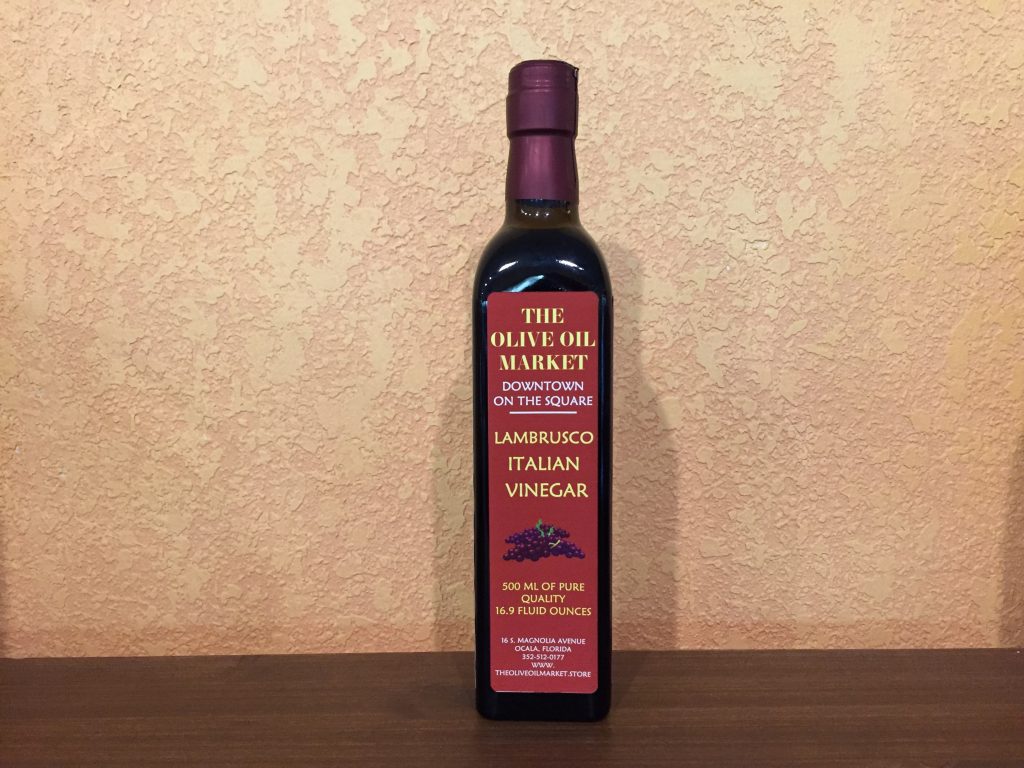 THE
OLIVE OIL
MARKET
DOWNTOWN
ON THE SQUARE
LAMBRUSCO
ITALIAN
VINEGAR
500 ML OF PURE
QUALITY
16.9 FLUID OUNCES
16 S. MAGNOLIA AVENUE
OCALA, FLORIDA
352-512-0177
WWW.
THEOLIVEOILMARKET.STORE